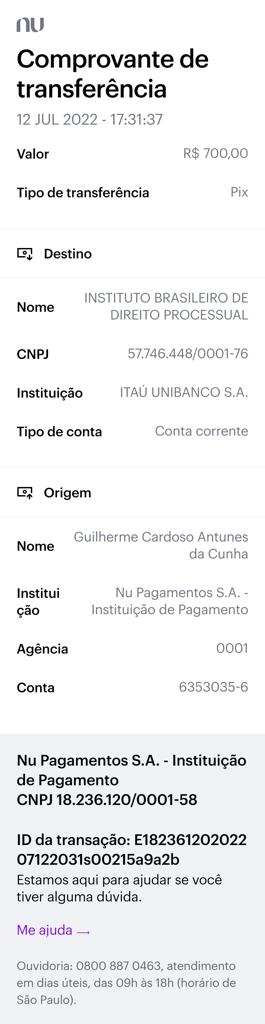 nu
Comprovante de
transferência
12 JUL 2022 - 17:31:37
Valor R$ 700,00
Tipo de transferência Pix
Destino
Nome INSTITUTO BRASILEIRO DE
DIREITO PROCESSUAL
CNPJ 57.746.448/0001-76
Instituição ITAÚ UNIBANCO S.A.
Tipo de conta Conta corrente
Origem
Nome Guilherme Cardoso Antunes
da Cunha
Institui Nu Pagamentos S.A. -
ção Instituição de Pagamento
Agência 0001
Conta 6353035-6
Nu Pagamentos S.A. - Instituição
de Pagamento
CNPJ 18.236.120/0001-58
ID da transação: E182361202022
07122031s00215a9a2b
Estamos aqui para ajudar se você
tiver alguma dúvida.
Me ajuda →
Ouvidoria: 0800 887 0463, atendimento
em dias úteis, das 09h às 18h (horário de
São Paulo).